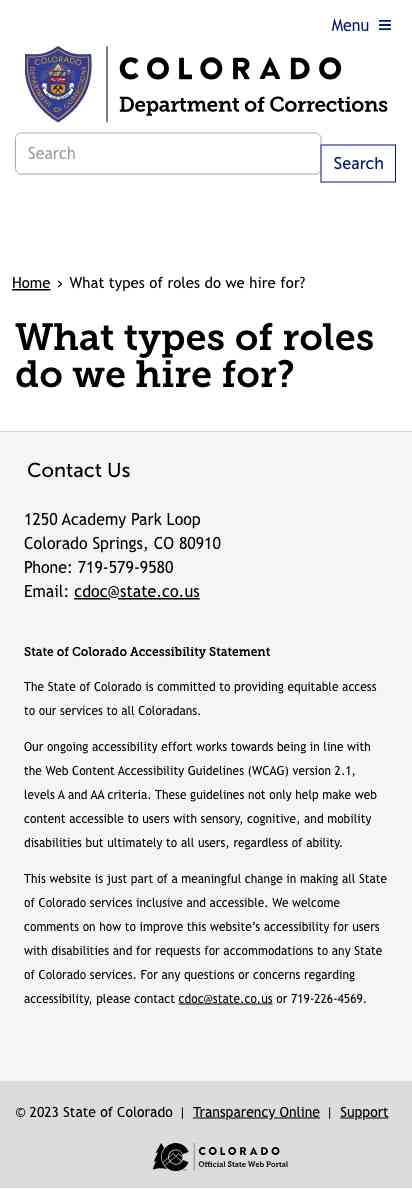 Menu
COLORADO
DEPARTMENT OF
COLORADO
Department of Corrections
Search
Search
Home › What types of roles do we hire for?
What types of roles
do we hire for?
Contact Us
1250 Academy Park Loop
Colorado Springs, CO 80910
Phone: 719-579-9580
Email: cdoc@state.co.us
State of Colorado Accessibility Statement
The State of Colorado is committed to providing equitable access
to our services to all Coloradans.
Our ongoing accessibility effort works towards being in line with
the Web Content Accessibility Guidelines (WCAG) version 2.1,
levels A and AA criteria. These guidelines not only help make web
content accessible to users with sensory, cognitive, and mobility
disabilities but ultimately to all users, regardless of ability.
This website is just part of a meaningful change in making all State
of Colorado services inclusive and accessible. We welcome
comments on how to improve this website's accessibility for users
with disabilities and for requests for accommodations to any State
of Colorado services. For any questions or concerns regarding
accessibility, please contact cdoc@state.co.us or 719-226-4569.
© 2023 State of Colorado | Transparency Online | Support
COLORADO
Official State Web Portal